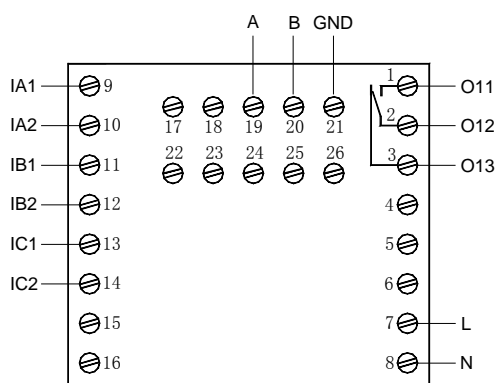 A B GND
IA1 9 1 O11
17 18 19 20 21
IA2 10 2 O12
22 23 24 25 26
IB1 11 3 O13
IB2 12 4
IC1 13 5
IC2 14 6
15 7 L
16 8 N